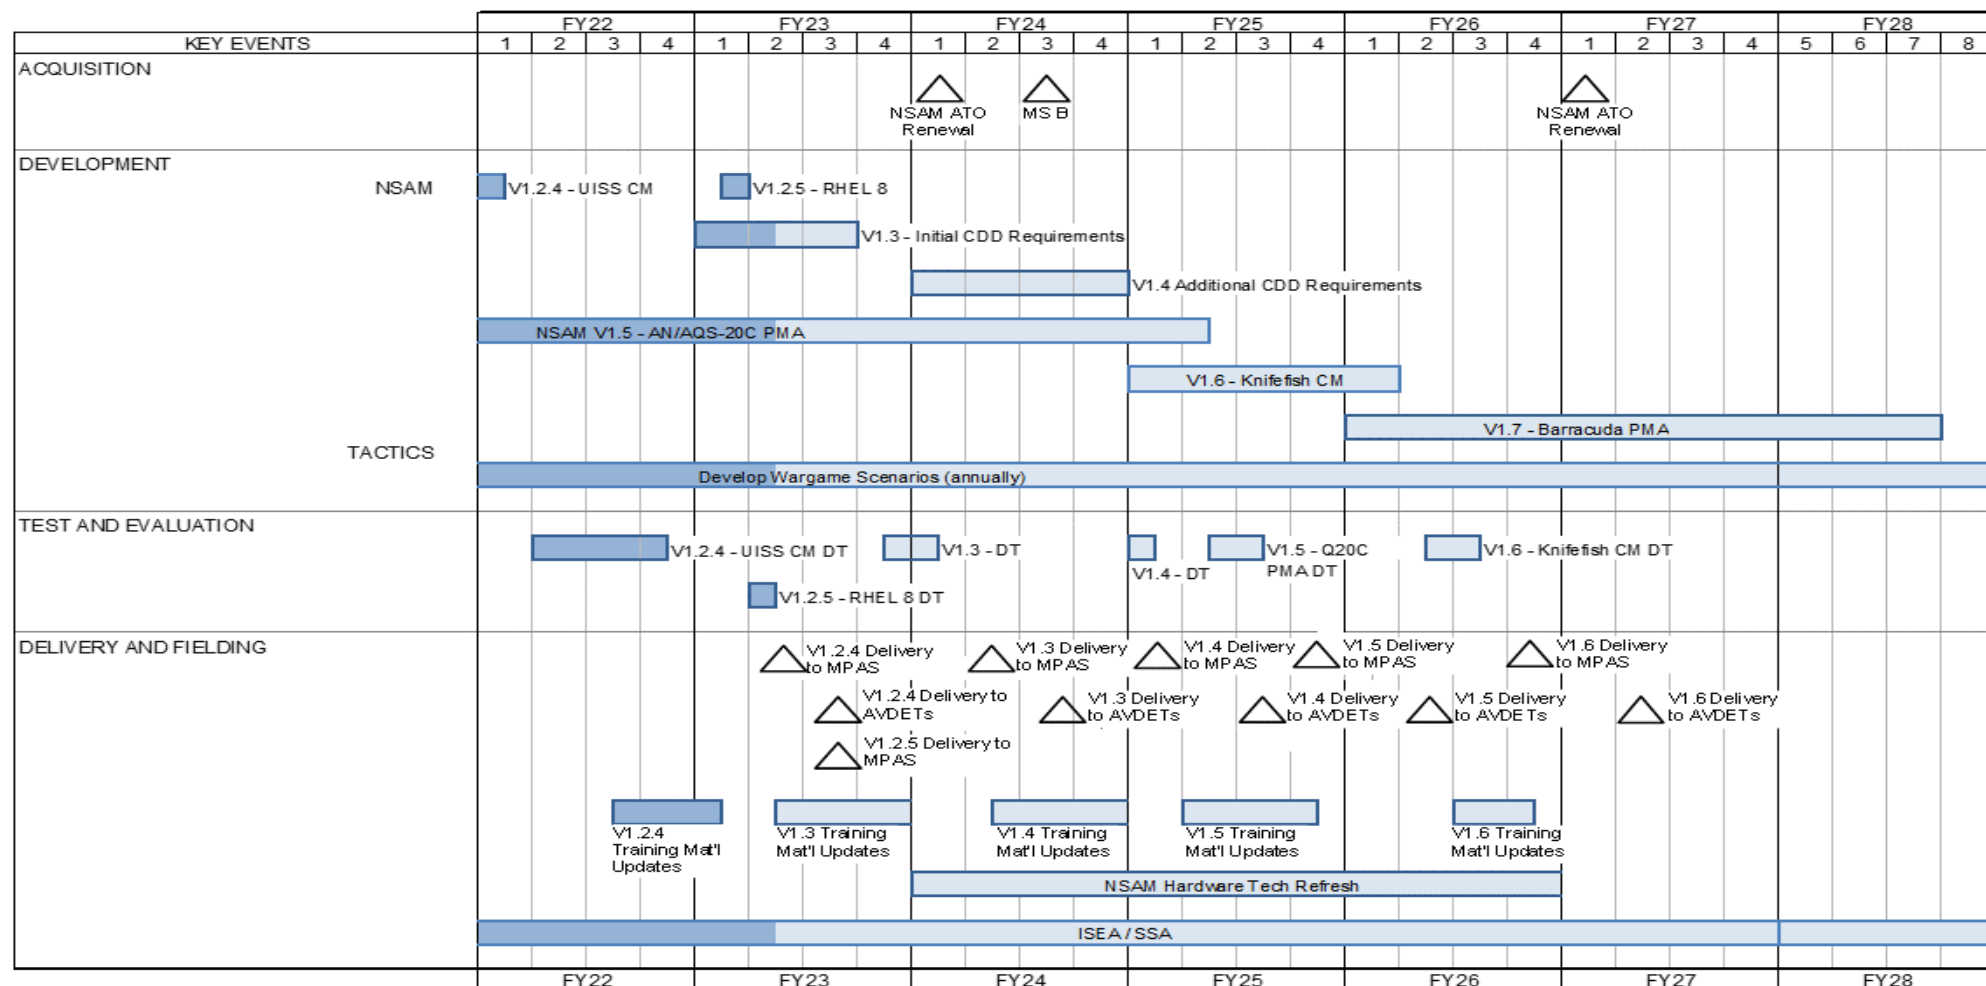 FY22 FY23 FY24 FY25 FY26 FY27 FY28
KEY EVENTS 1 2 3 4 1 2 3 4 1 2 3 4 1 2 3 4 1 2 3 4 1 2 3 4 5 6 7 8
ACQUISITION
NSAM ATO
Renewal
MS B
NSAM ATO
Renewal
DEVELOPMENT
NSAM
V1.2.4 - UISS CM
V1.2.5 - RHEL 8
V1.3 - Initial CDD Requirements
V1.4 Additional CDD Requirements
NSAM V1.5 - AN/AQS-20C PMA
V1.6 - Knifefish CM
V1.7 - Barracuda PMA
TACTICS
Develop Wargame Scenarios (annually)
TEST AND EVALUATION
V1.2.4 - UISS CM DT
V1.3 - DT
V1.4 - DT
V1.5 - Q20C
PMA DT
V1.6 - Knifefish CM DT
V1.2.5 - RHEL 8 DT
DELIVERY AND FIELDING
V1.2.4 Delivery
to MPAS
V1.3 Delivery
to MPAS
V1.4 Delivery
to MPAS
V1.5 Delivery
to MPAS
V1.6 Delivery
to MPAS
V1.2.4 Delivery to
AVDETs
V1.3 Delivery
to AVDETs
V1.4 Delivery
to AVDETs
V1.5 Delivery
to AVDETs
V1.6 Delivery
to AVDETs
V1.2.5 Delivery to
MPAS
V1.2.4
Training Mat'l
Updates
V1.3 Training
Mat'l Updates
V1.4 Training
Mat'l Updates
V1.5 Training
Mat'l Updates
V1.6 Training
Mat'l Updates
NSAM Hardware Tech Refresh
ISEA / SSA
FY22 FY23 FY24 FY25 FY26 FY27 FY28